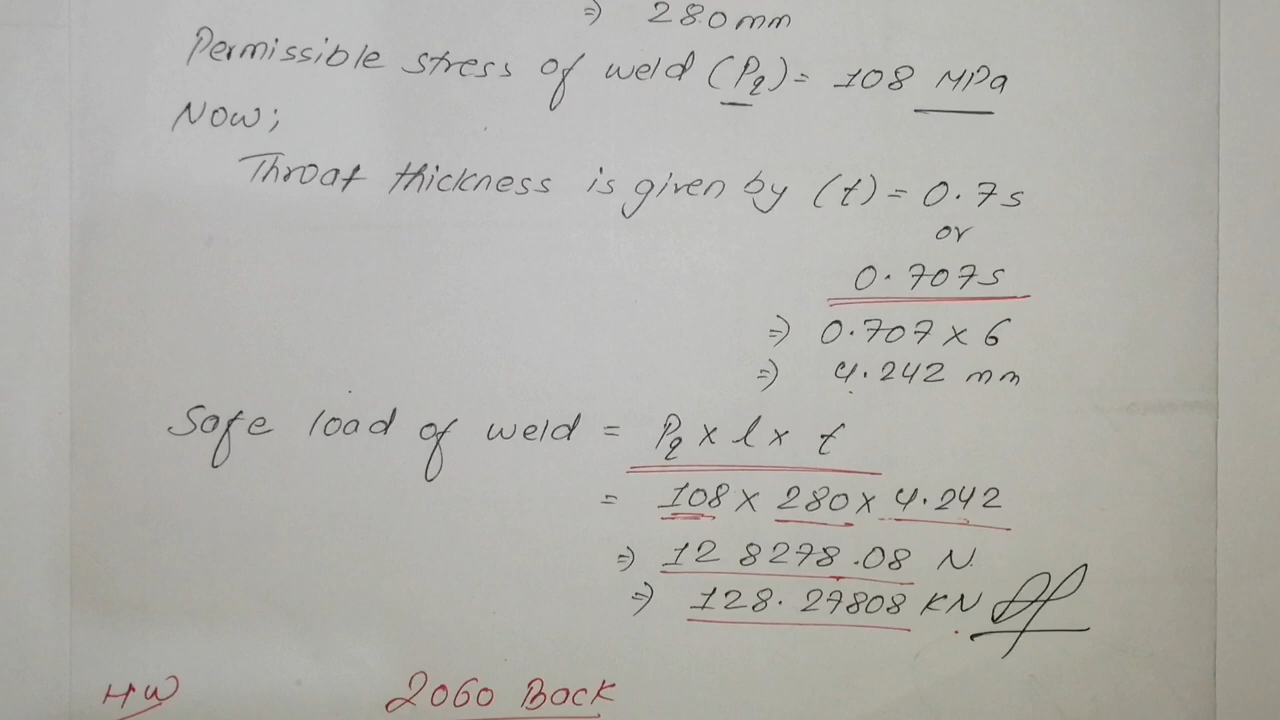 ⇒ 280mm
Permissible stress of weld (Pq) = 108 MPa
Now;
Throat thickness is given by (t) = 0.7s
or
0.707s
⇒ 0.707 × 6
⇒ 4.242 mm
Safe load of weld = Pq × l × t
= 108 × 280 × 4.242
⇒ 128278.08 N
⇒ 128.27808 KN
HW 2060 Back